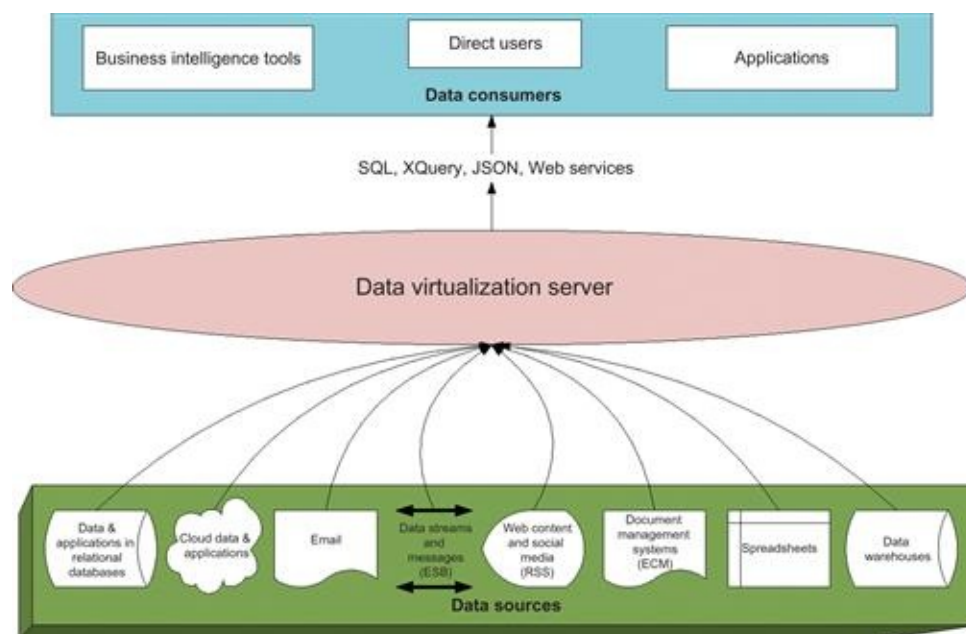 Business intelligence tools
Direct users
Applications
Data consumers
SQL, XQuery, JSON, Web services
Data virtualization server
Data &
applications in
relational
databases
Cloud data &
applications
Email
Data streams
and
messages
(ESB)
Web content
and social
media
(RSS)
Document
management
systems
(ECM)
Spreadsheets
Data
warehouses
Data sources